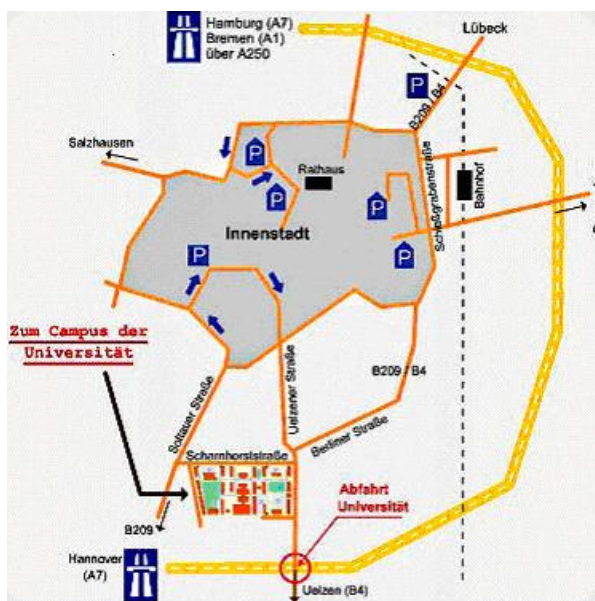 Hamburg (A7)
Bremen (A1)
über A250
Lübeck
P
B209 / B4
Salzhausen
P
Rathaus
Schießgrabenstraße
Bahnhof
P
P
Innenstadt
P
P
Zum Campus der
Universität
B209 / B4
Soltauer Straße
Uelzener Straße
Berliner Straße
Scharnhorststraße
Abfahrt
Universität
B209
Hannover
(A7)
Uelzen (B4)